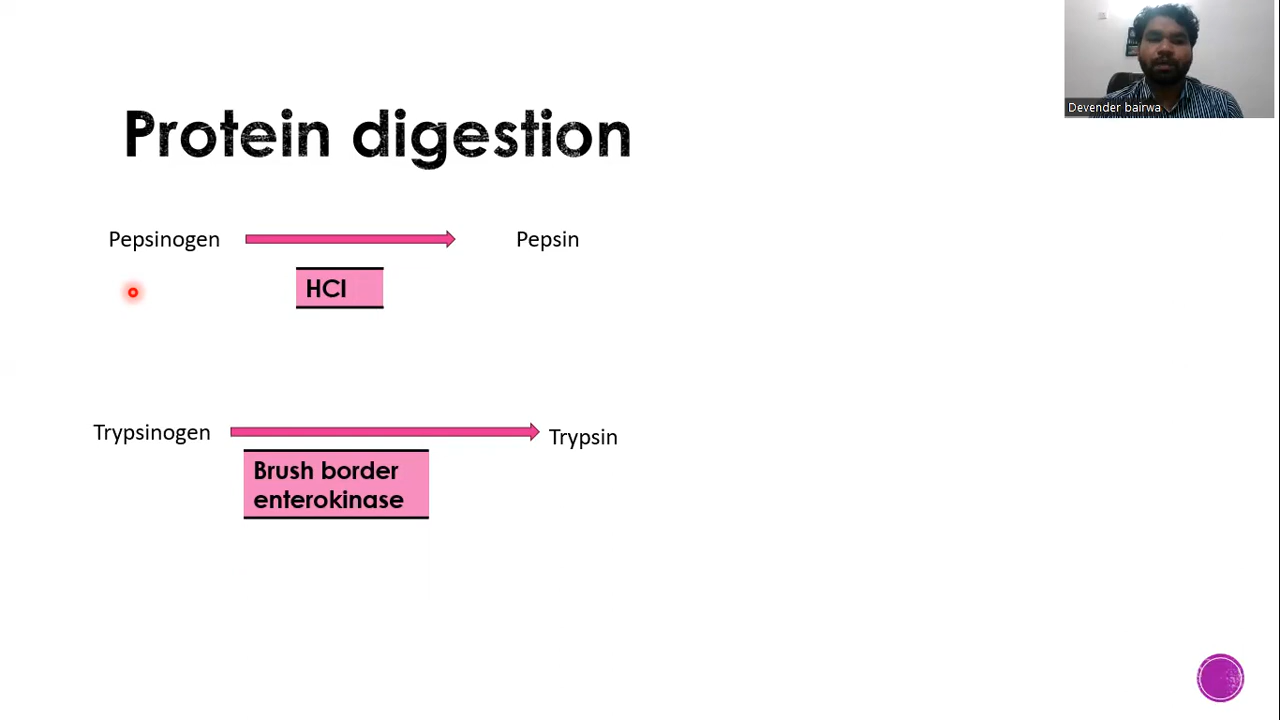 Devender bairwa
Protein digestion
Pepsinogen
Pepsin
HCl
Trypsinogen
Trypsin
Brush border
enterokinase